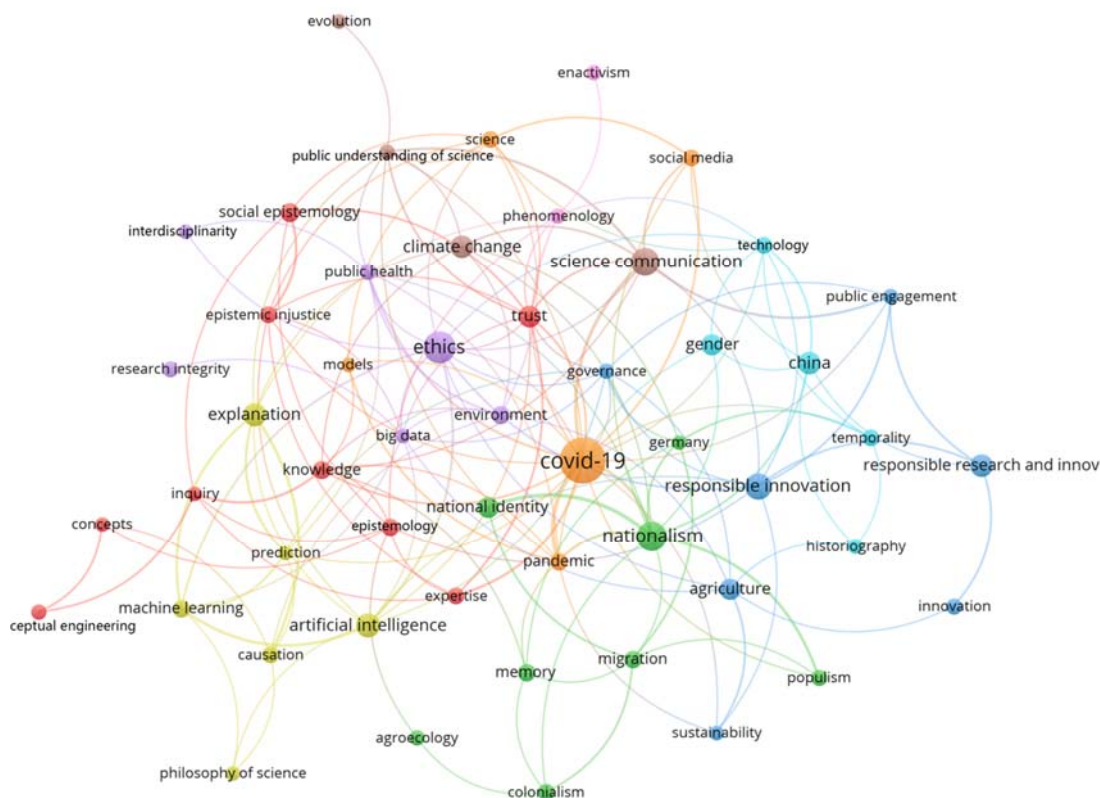 evolution
enactivism
science
public understanding of science
social media
social epistemology
phenomenology
interdisciplinarity
climate change
technology
science communication
public health
public engagement
epistemic injustice
trust
gender
ethics
china
models
research integrity
governance
explanation
environment
big data
germany
temporality
covid-19
responsible research and innov
knowledge
responsible innovation
inquiry
national identity
concepts
epistemology
nationalism
historiography
prediction
pandemic
agriculture
expertise
machine learning
innovation
ceptual engineering
artificial intelligence
causation
migration
memory
populism
sustainability
agroecology
philosophy of science
colonialism